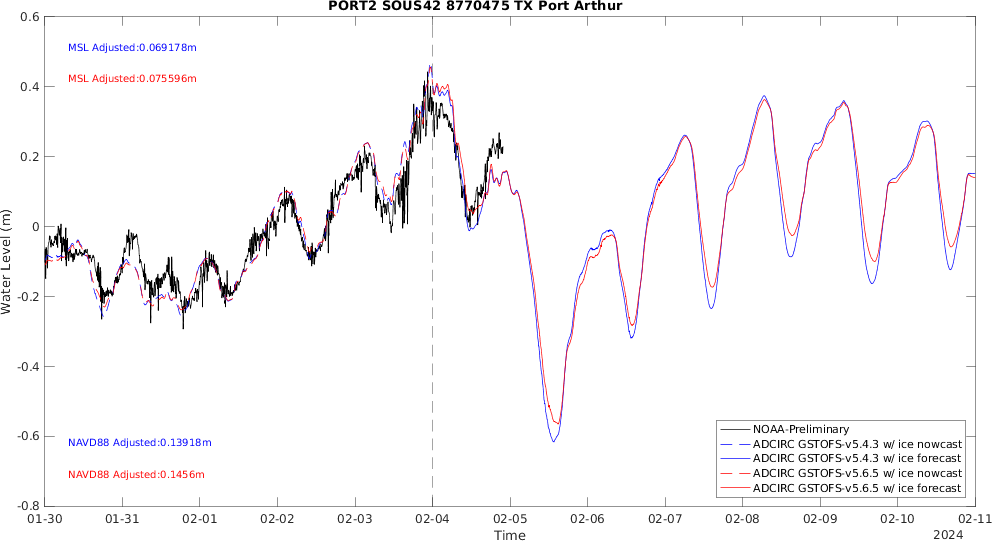 PORT2 SOUS42 8770475 TX Port Arthur
0.6
MSL Adjusted:0.069178m
MSL Adjusted:0.075596m
0.4
0.2
0
-0.2
-0.4
-0.6
-0.8
Water Level (m)
NAVD88 Adjusted:0.13918m
NAVD88 Adjusted:0.1456m
NOAA-Preliminary
ADCIRC GSTOFS-v5.4.3 w/ ice nowcast
ADCIRC GSTOFS-v5.4.3 w/ ice forecast
ADCIRC GSTOFS-v5.6.5 w/ ice nowcast
ADCIRC GSTOFS-v5.6.5 w/ ice forecast
01-30 01-31 02-01 02-02 02-03 02-04 02-05 02-06 02-07 02-08 02-09 02-10 02-11
Time
2024